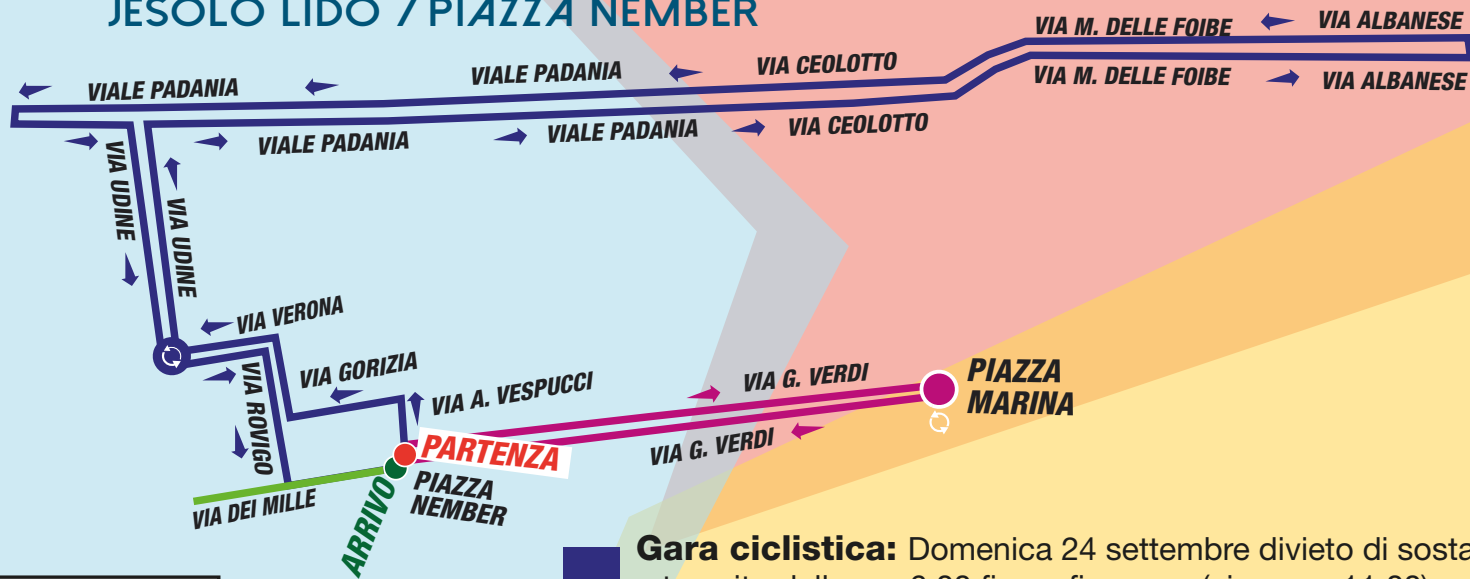 JESOLO LIDO / PIAZZA NEMBER
VIA M. DELLE FOIBE
VIA ALBANESE
VIALE PADANIA
VIALE PADANIA
VIA CEOLOTTO
VIA M. DELLE FOIBE
VIA ALBANESE
VIALE PADANIA
VIALE PADANIA
VIA CEOLOTTO
VIA UDINE
VIA UDINE
VIA VERONA
VIA GORIZIA
VIA ROVIGO
VIA A. VESPUCCI
VIA G. VERDI
VIA G. VERDI
PIAZZA
MARINA
PARTENZA
PIAZZA
NEMBER
ARRIVO
VIA DEI MILLE
Gara ciclistica: Domenica 24 settembre divieto di sosta